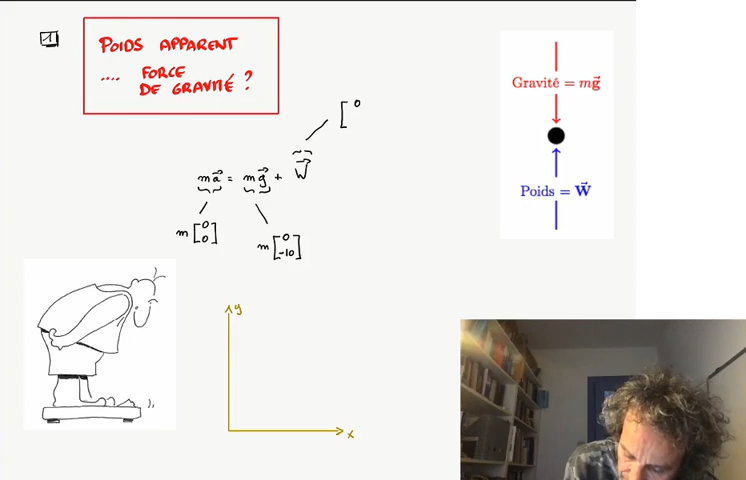 1
POIDS APPARENT
.... FORCE
DE GRAVITÉ ?
[ 0
ma⃗ = mg⃗ + W⃗
m [ 0
0 ]
m [ 0
-10 ]
y
x
Gravité = mg⃗
Poids = W⃗